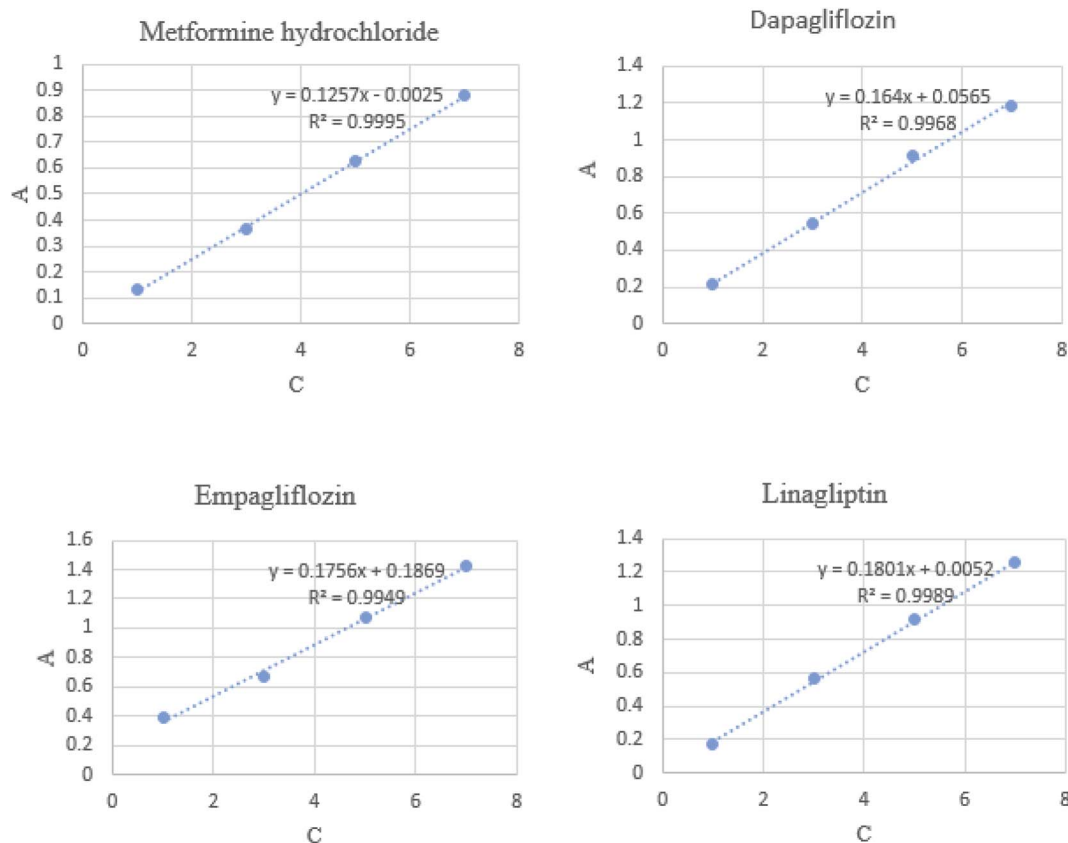 Metformine hydrochloride
1
0.9
0.8
0.7
0.6
0.5
0.4
0.3
0.2
0.1
0
A
y = 0.1257x - 0.0025
R² = 0.9995
0 2 4 6 8
C
Dapagliflozin
1.4
1.2
1
0.8
0.6
0.4
0.2
0
A
y = 0.164x + 0.0565
R² = 0.9968
0 2 4 6 8
C
Empagliflozin
1.6
1.4
1.2
1
0.8
0.6
0.4
0.2
0
A
y = 0.1756x + 0.1869
R² = 0.9949
0 2 4 6 8
C
Linagliptin
1.4
1.2
1
0.8
0.6
0.4
0.2
0
A
y = 0.1801x + 0.0052
R² = 0.9989
0 2 4 6 8
C